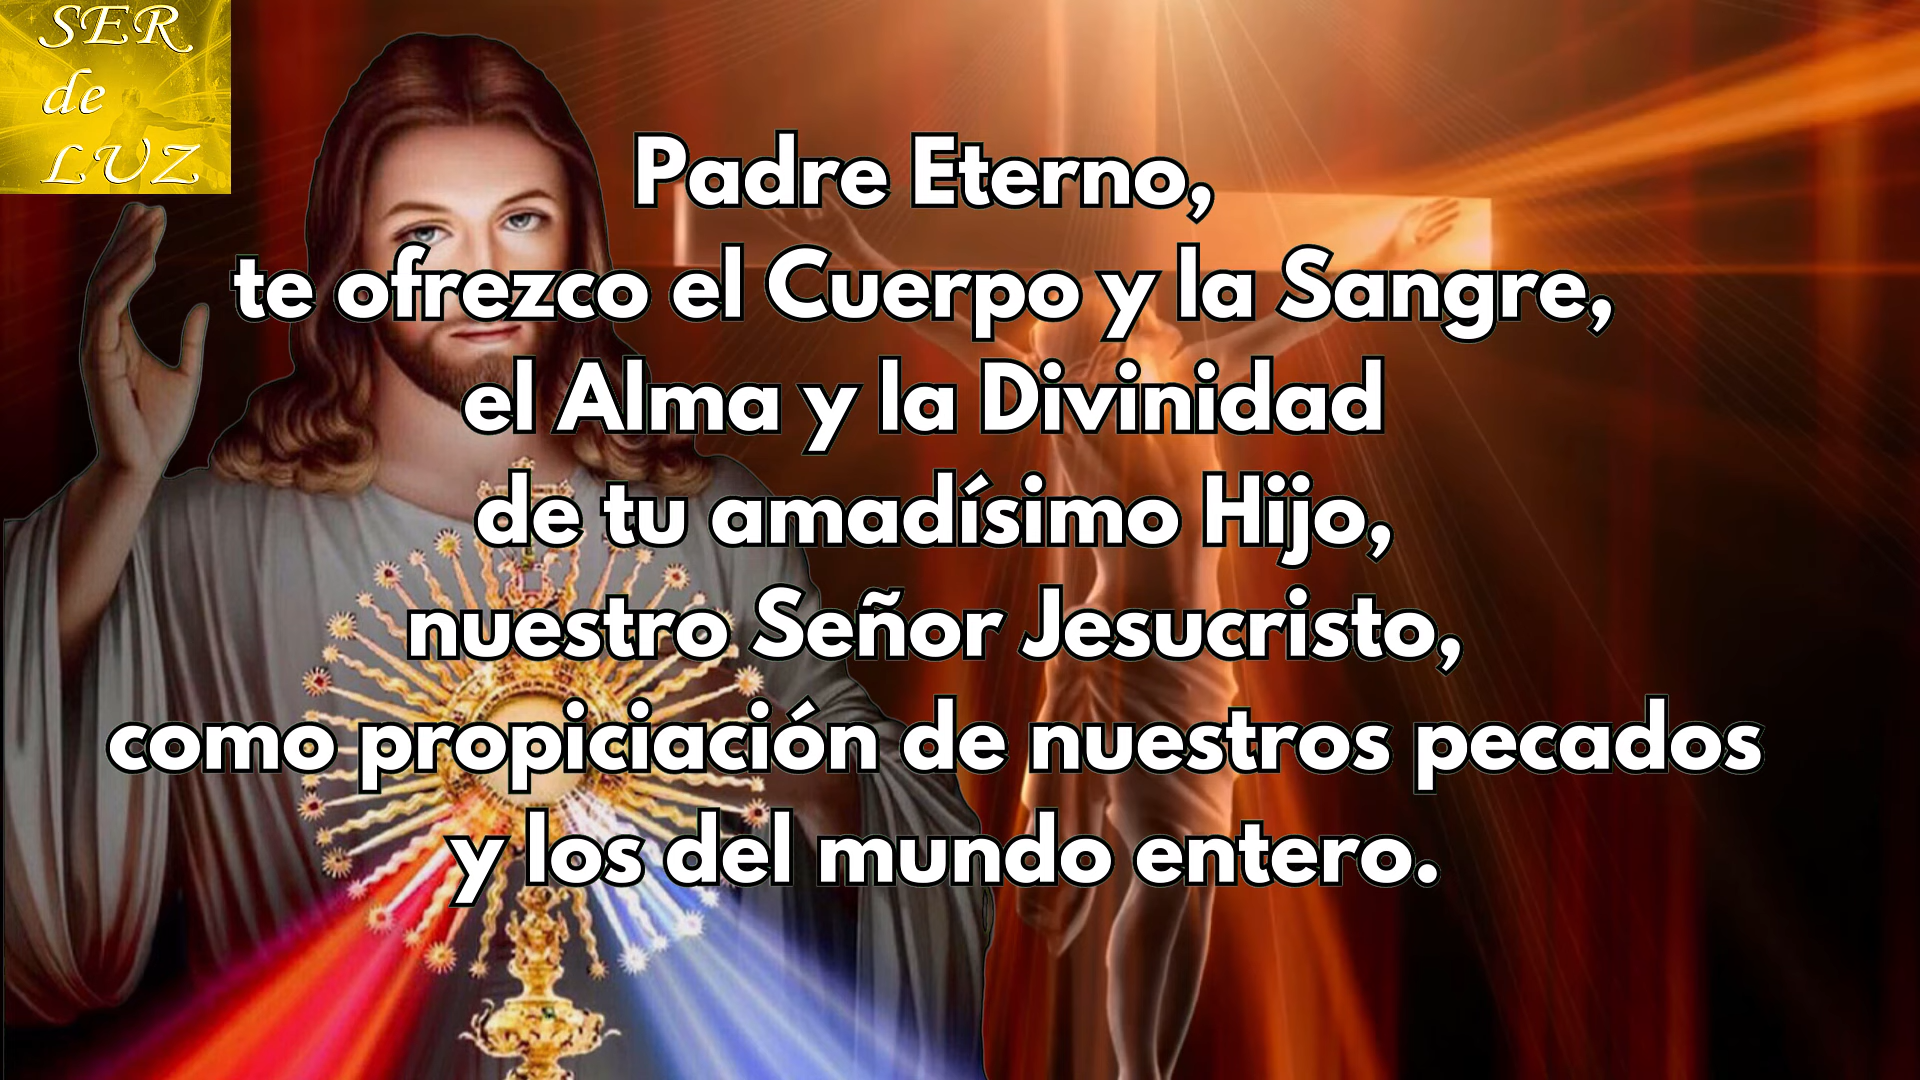 SER
de
LUZ
Padre Eterno,
te ofrezco el Cuerpo y la Sangre,
el Alma y la Divinidad
de tu amadísimo Hijo,
nuestro Señor Jesucristo,
como propiciación de nuestros pecados
y los del mundo entero.